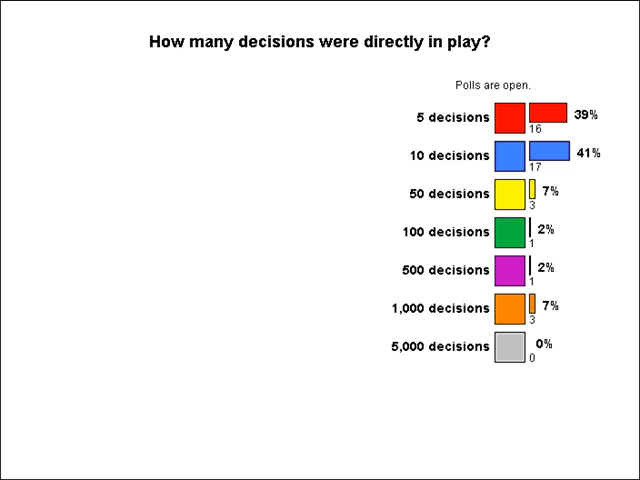 How many decisions were directly in play?
Polls are open.
5 decisions 39%
16
10 decisions 41%
17
50 decisions 7%
3
100 decisions 2%
1
500 decisions 2%
1
1,000 decisions 7%
3
5,000 decisions 0%
0